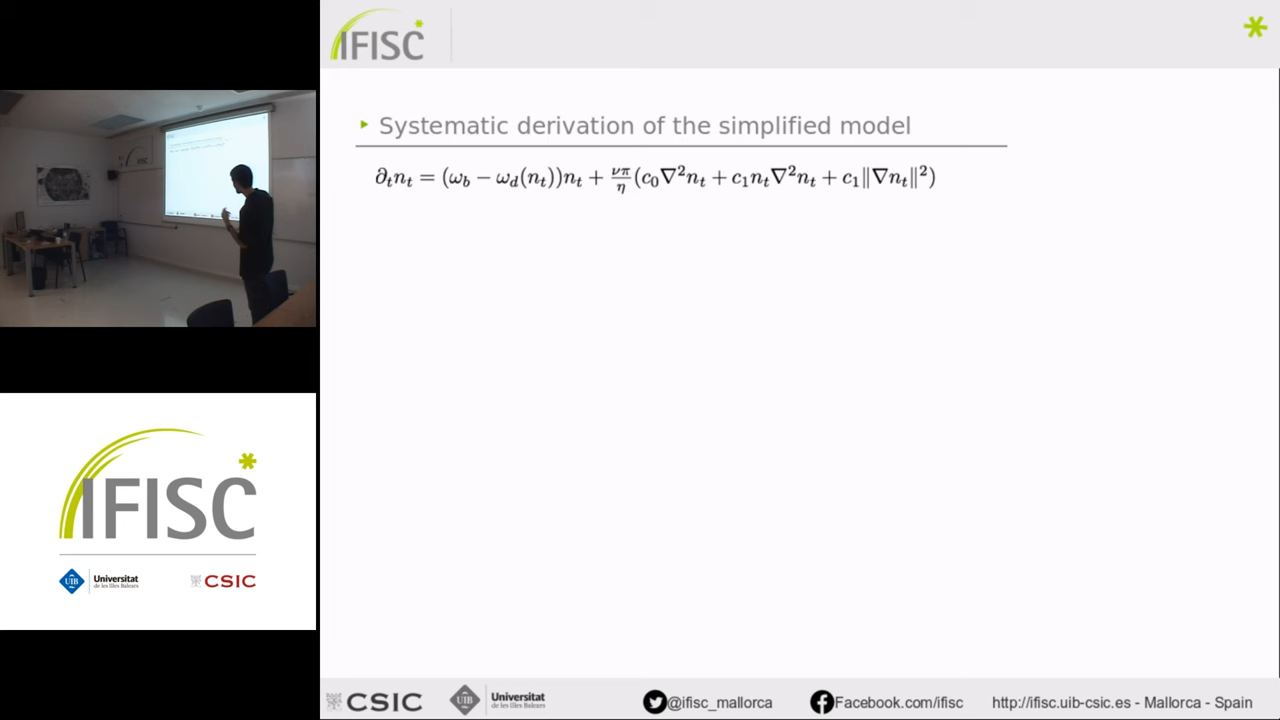 IFISC
Systematic derivation of the simplified model
∂ₜnₜ = (ω_b − ω_d(nₜ))nₜ + νπ/η (c₀∇²nₜ + c₁nₜ∇²nₜ + c₁‖∇nₜ‖²)
IFISC
UIB Universitat
de les Illes Balears
CSIC
CSIC
UIB Universitat
de les Illes Balears
@ifisc_mallorca
Facebook.com/ifisc
http://ifisc.uib-csic.es - Mallorca - Spain